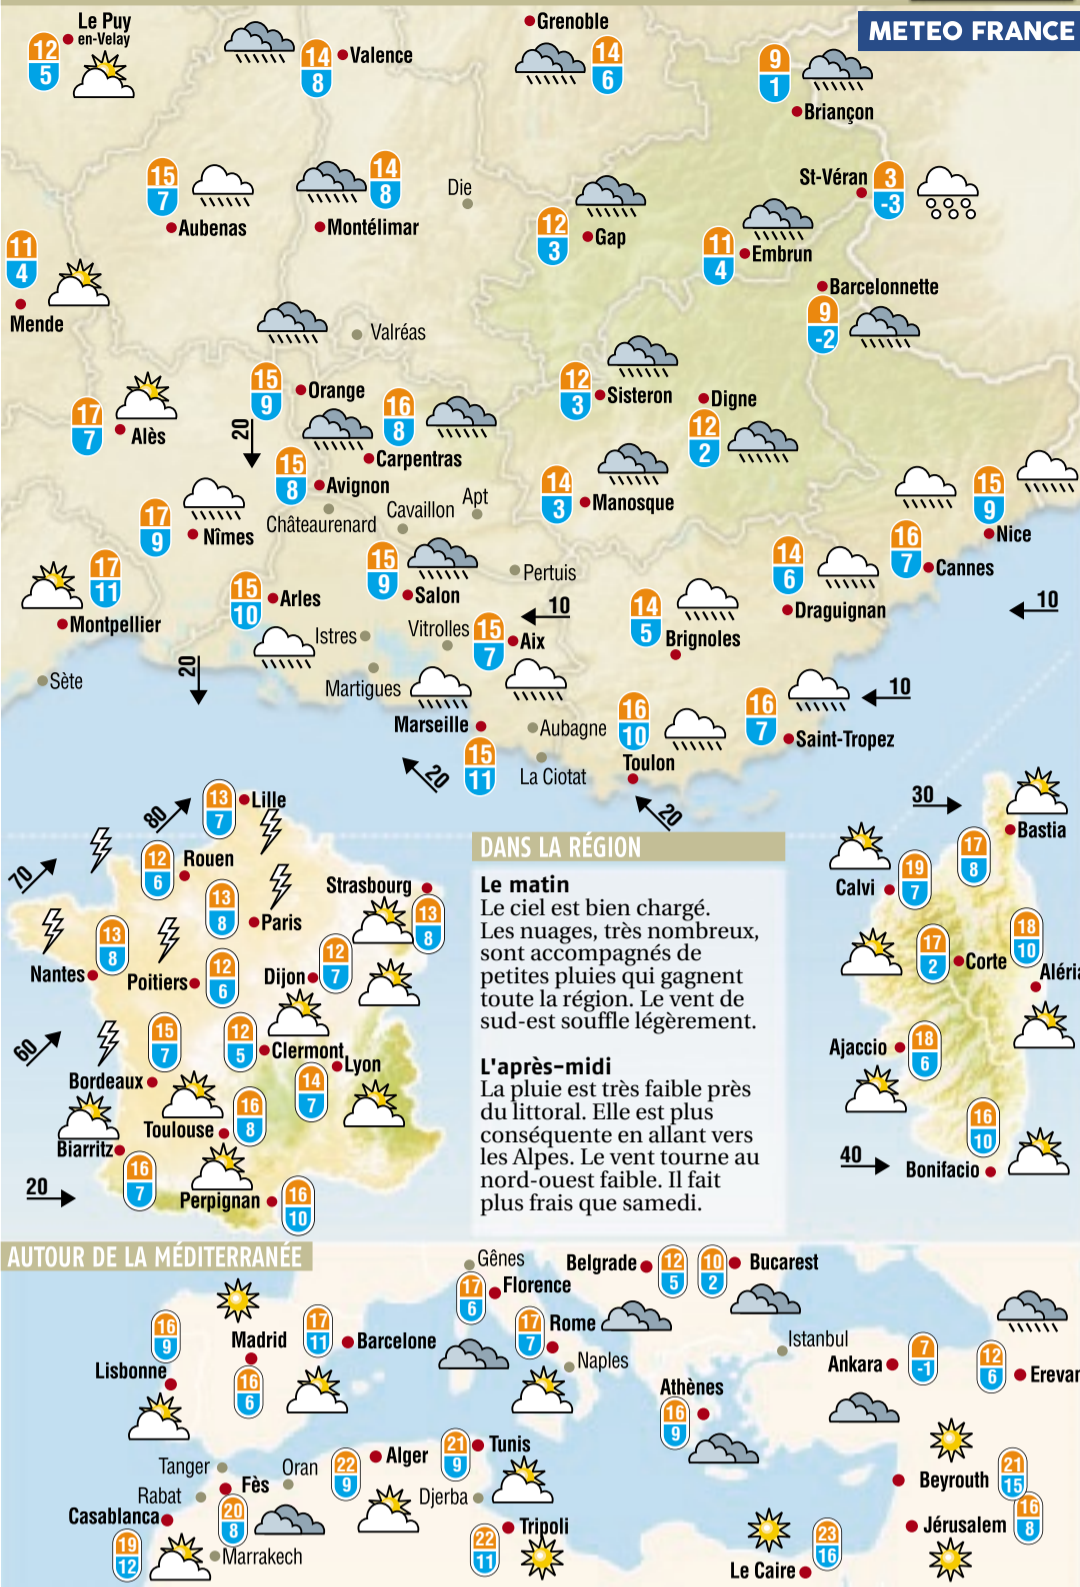 METEO FRANCE
Le Puy
en-Velay
12
5
14
8
Valence
Grenoble
14
6
9
1
Briançon
15
7
Aubenas
14
8
Montélimar
Die
12
3
Gap
St-Véran
3
-3
11
4
Embrun
Barcelonnette
9
-2
11
4
Mende
Valréas
15
9
Orange
16
8
Carpentras
12
3
Sisteron
Digne
12
2
17
7
Alès
20
15
8
Avignon
Châteaurenard
Cavaillon
Apt
14
3
Manosque
15
9
Nice
17
9
Nîmes
16
7
Cannes
17
11
Montpellier
15
10
Arles
15
9
Salon
Pertuis
14
6
Draguignan
10
10
14
5
Brignoles
Istres
Vitrolles
15
7
Aix
Sète
20
Martigues
10
Marseille
15
11
Aubagne
La Ciotat
16
10
Toulon
16
7
Saint-Tropez
20
20
80
13
7
Lille
70
12
6
Rouen
13
8
Paris
Strasbourg
13
8
Nantes
13
8
Poitiers
12
6
Dijon
12
7
60
15
7
Bordeaux
12
5
Clermont
Lyon
14
7
Toulouse
16
8
Biarritz
16
7
20
Perpignan
16
10
DANS LA RÉGION
Le matin
Le ciel est bien chargé.
Les nuages, très nombreux,
sont accompagnés de
petites pluies qui gagnent
toute la région. Le vent de
sud-est souffle légèrement.
L'après-midi
La pluie est très faible près
du littoral. Elle est plus
conséquente en allant vers
les Alpes. Le vent tourne au
nord-ouest faible. Il fait
plus frais que samedi.
30
Bastia
17
8
Calvi
19
7
17
2
Corte
18
10
Aléria
Ajaccio
18
6
16
10
Bonifacio
40
AUTOUR DE LA MÉDITERRANÉE
Gênes
17
6
Florence
Belgrade
12
5
10
2
Bucarest
16
9
Lisbonne
Madrid
16
6
17
11
Barcelone
17
7
Rome
Naples
Istanbul
Ankara
7
-1
12
6
Erevan
Athènes
16
9
Tanger
Rabat
Casablanca
19
12
Fès
20
8
Marrakech
Oran
22
9
Alger
21
9
Tunis
Djerba
22
11
Tripoli
Beyrouth
21
15
Jérusalem
16
8
Le Caire
23
16